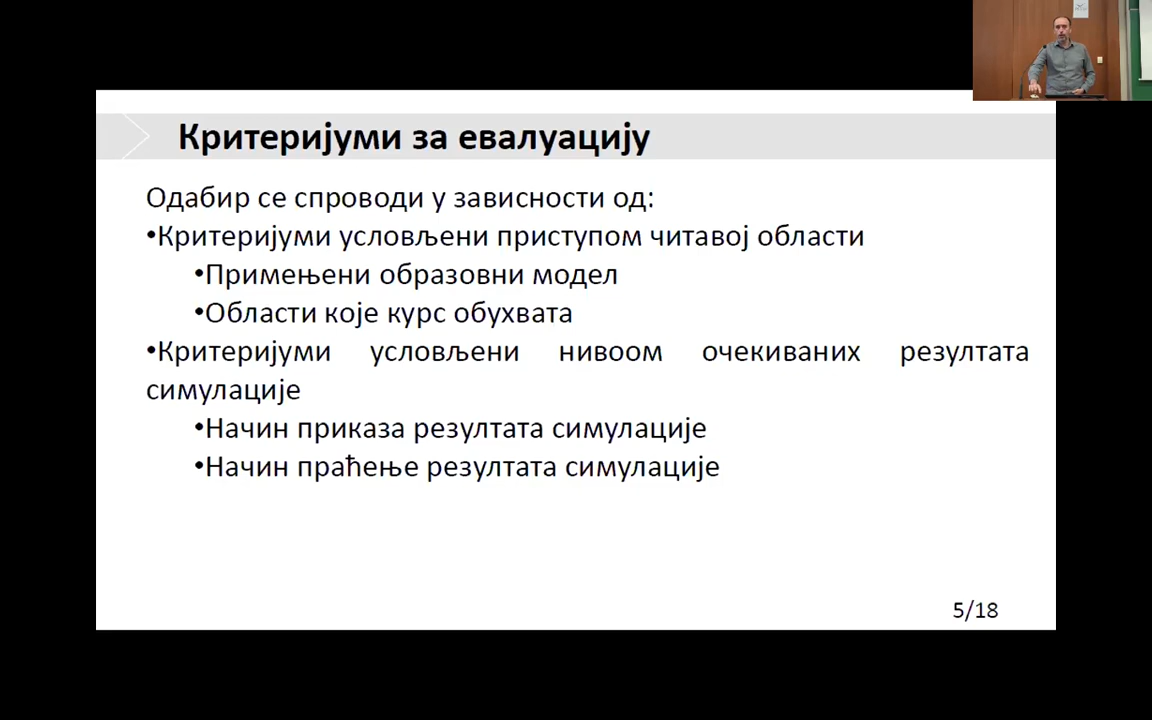 Критеријуми за евалуацију
Одабир се спроводи у зависности од:
•Критеријуми условљени приступом читавој области
•Примењени образовни модел
•Области које курс обухвата
•Критеријуми условљени нивоом очекиваних резултата
симулације
•Начин приказа резултата симулације
•Начин праћење резултата симулације
5/18